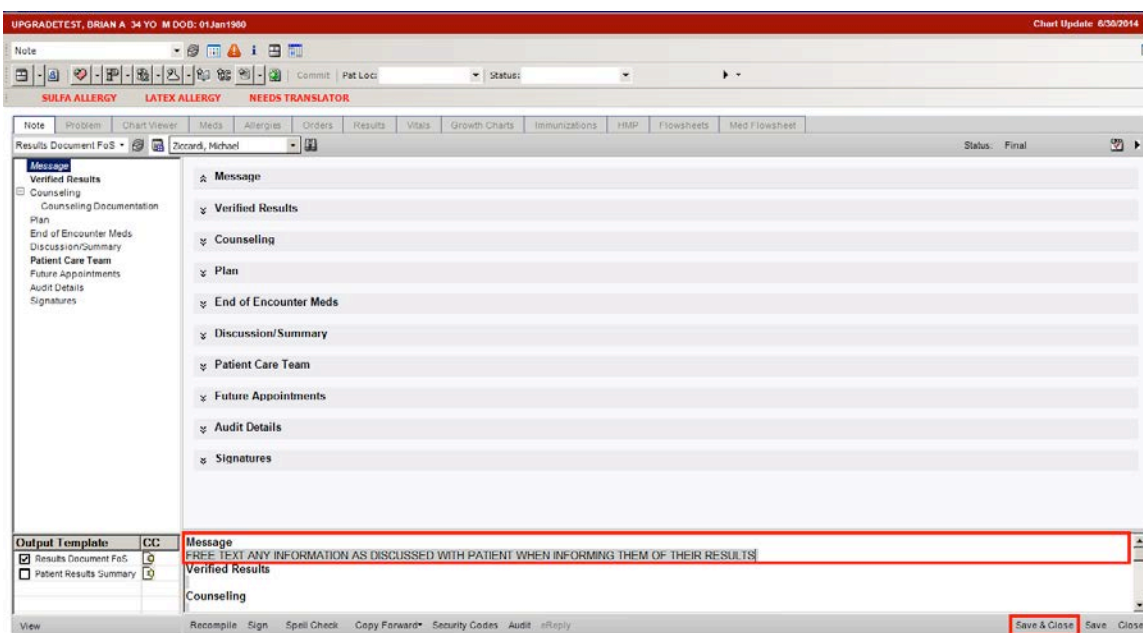 UPGRADETEST, BRIAN A 34 YO M DOB: 01Jan1980 Chart Update 6/30/2014
Note
Commit Pat Loc: Status:
SULFA ALLERGY LATEX ALLERGY NEEDS TRANSLATOR
Note Problem Chart Viewer Meds Allergies Orders Results Vitals Growth Charts Immunizations HMP Flowsheets Med Flowsheet
Results Document FoS Ziccardi, Michael Status: Final
Message
Verified Results
Counseling
Counseling Documentation
Plan
End of Encounter Meds
Discussion/Summary
Patient Care Team
Future Appointments
Audit Details
Signatures
Message
Verified Results
Counseling
Plan
End of Encounter Meds
Discussion/Summary
Patient Care Team
Future Appointments
Audit Details
Signatures
Output Template CC
Results Document FoS
Patient Results Summary
Message
FREE TEXT ANY INFORMATION AS DISCUSSED WITH PATIENT WHEN INFORMING THEM OF THEIR RESULTS
Verified Results
Counseling
View Recompile Sign Spell Check Copy Forward Security Codes Audit eReply Save & Close Save Close